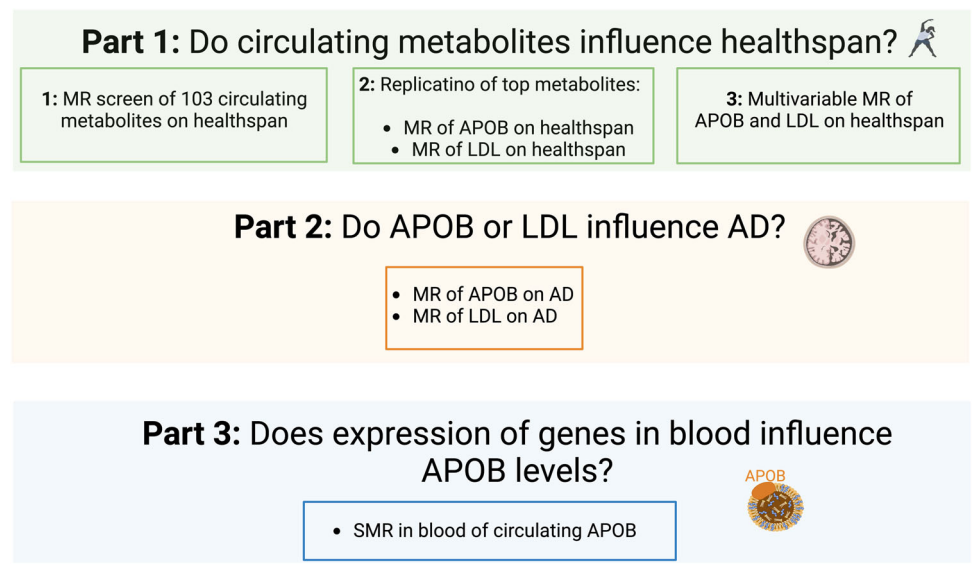 Part 1: Do circulating metabolites influence healthspan?
1: MR screen of 103 circulating
metabolites on healthspan
2: Replicatino of top metabolites:
• MR of APOB on healthspan
• MR of LDL on healthspan
3: Multivariable MR of
APOB and LDL on healthspan
Part 2: Do APOB or LDL influence AD?
• MR of APOB on AD
• MR of LDL on AD
Part 3: Does expression of genes in blood influence
APOB levels?
APOB
• SMR in blood of circulating APOB